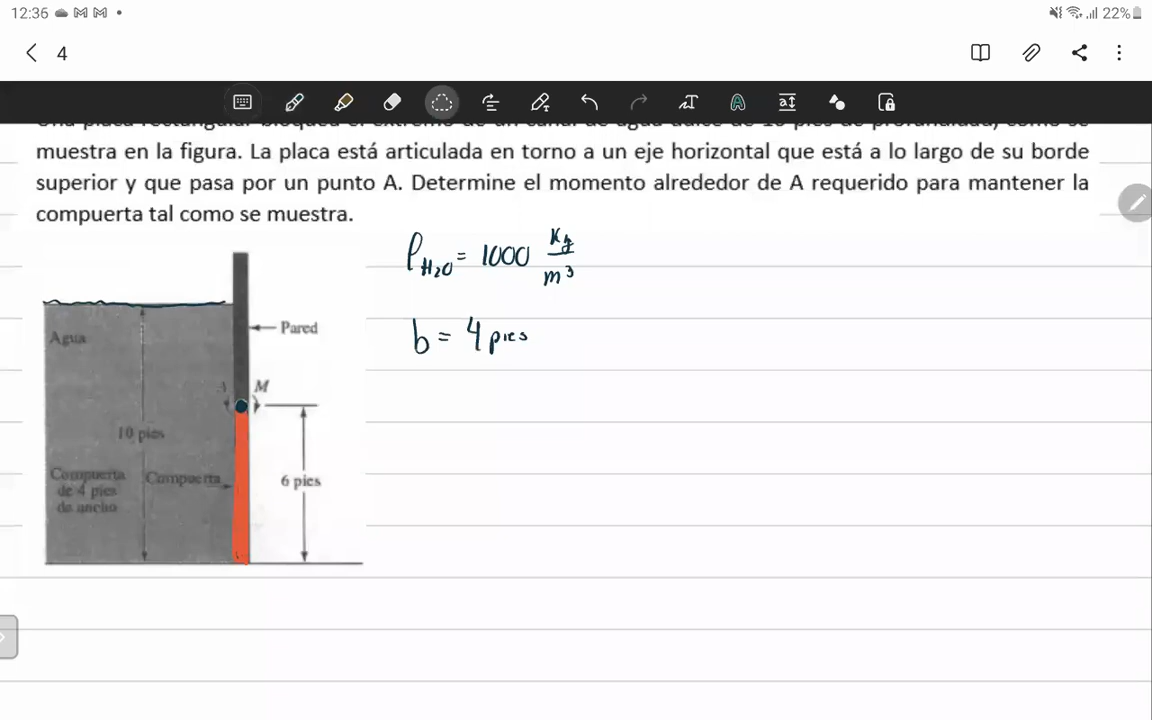 12:36
22%
4
muestra en la figura. La placa está articulada en torno a un eje horizontal que está a lo largo de su borde
superior y que pasa por un punto A. Determine el momento alrededor de A requerido para mantener la
compuerta tal como se muestra.
ρH₂O = 1000 kg/m³
b = 4 pies
Agua
Pared
A M
10 pies
Compuerta
de 4 pies
de ancho
Compuerta
6 pies